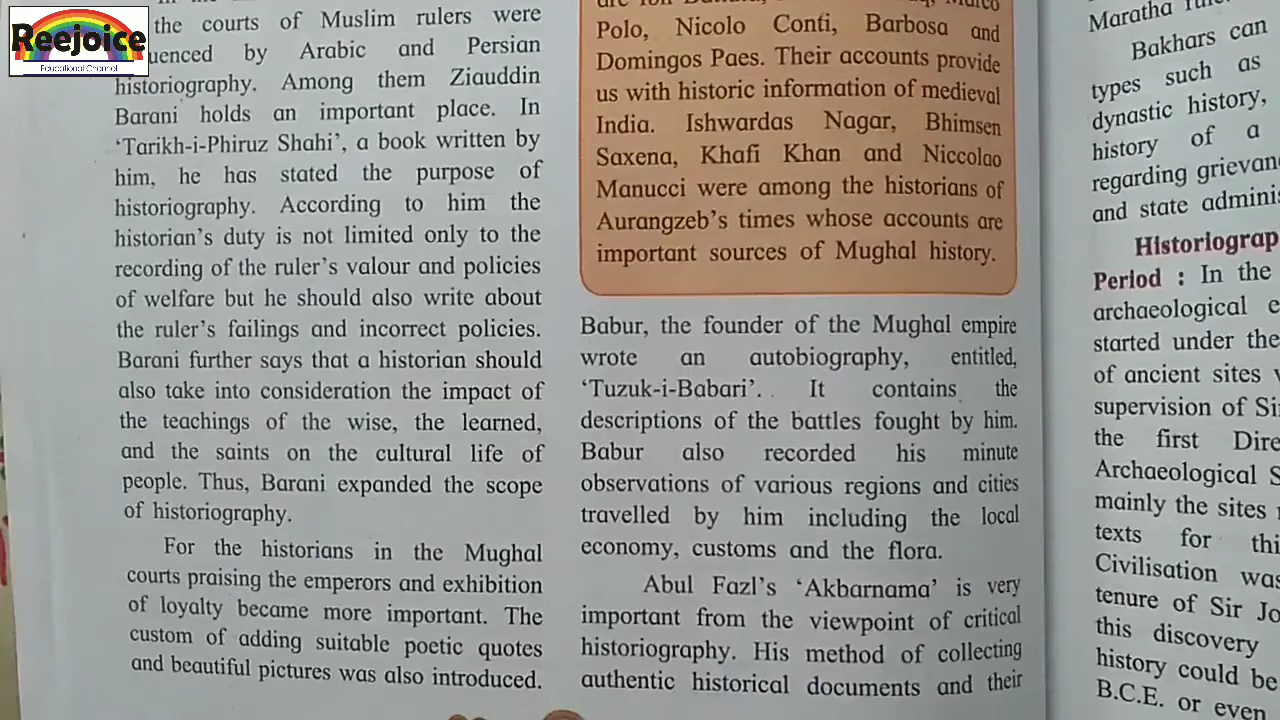 Reejoice
Educational Channel
the courts of Muslim rulers were
by Arabic and Persian
historiography. Among them Ziauddin
Barani holds an important place. In
‘Tarikh-i-Phiruz Shahi’, a book written by
him, he has stated the purpose of
historiography. According to him the
historian’s duty is not limited only to the
recording of the ruler’s valour and policies
of welfare but he should also write about
the ruler’s failings and incorrect policies.
Barani further says that a historian should
also take into consideration the impact of
the teachings of the wise, the learned,
and the saints on the cultural life of
people. Thus, Barani expanded the scope
of historiography.
For the historians in the Mughal
courts praising the emperors and exhibition
of loyalty became more important. The
custom of adding suitable poetic quotes
and beautiful pictures was also introduced.
Polo, Nicolo Conti, Barbosa and
Domingos Paes. Their accounts provide
us with historic information of medieval
India. Ishwardas Nagar, Bhimsen
Saxena, Khafi Khan and Niccolao
Manucci were among the historians of
Aurangzeb’s times whose accounts are
important sources of Mughal history.
Babur, the founder of the Mughal empire
wrote an autobiography, entitled,
‘Tuzuk-i-Babari’. It contains the
descriptions of the battles fought by him.
Babur also recorded his minute
observations of various regions and cities
travelled by him including the local
economy, customs and the flora.
Abul Fazl’s ‘Akbarnama’ is very
important from the viewpoint of critical
historiography. His method of collecting
authentic historical documents and their
Maratha
Bakhars can
types such as
dynastic history,
history of a
regarding
and state
Period : In the
archaeological
started under the
of ancient sites
supervision of
the first
Archaeological
mainly the sites
texts for
Civilisation
tenure of Sir
this discovery
history could be
B.C.E. or even